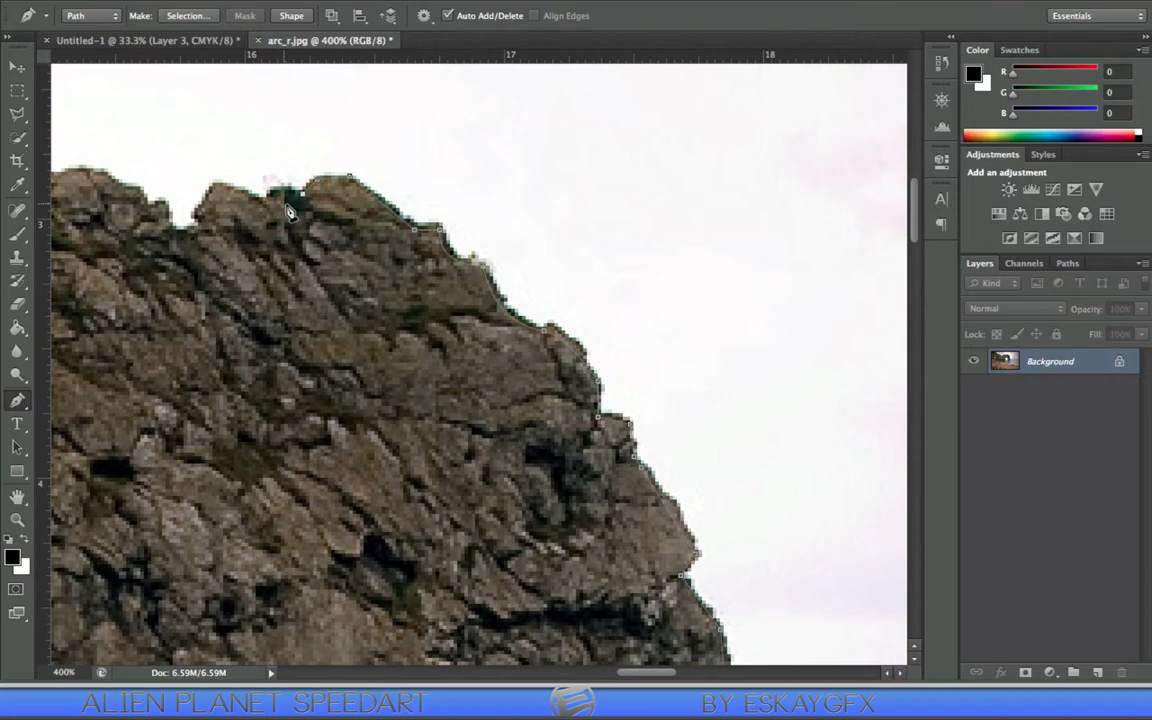 Path Make: Selection... Mask Shape Auto Add/Delete Align Edges Essentials
Untitled-1 @ 33.3% (Layer 3, CMYK/8) * arc_r.jpg @ 400% (RGB/8) *
16 17 18
3
4
Color Swatches
R 0
G 0
B 0
Adjustments Styles
Add an adjustment
Layers Channels Paths
Kind
Normal Opacity: 100%
Lock: Fill: 100%
Background
400% Doc: 6.59M/6.59M
ALIEN PLANET SPEEDART BY ESKAYGFX